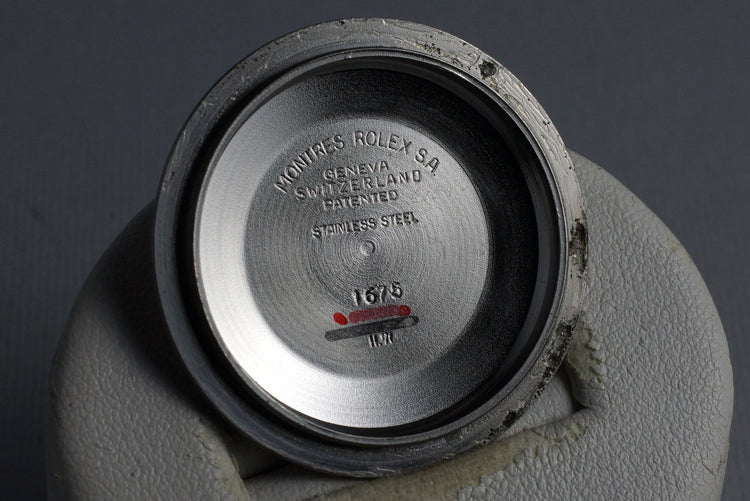 MONTRES ROLEX S.A.
GENEVA
SWITZERLAND
PATENTED
STAINLESS STEEL
1675